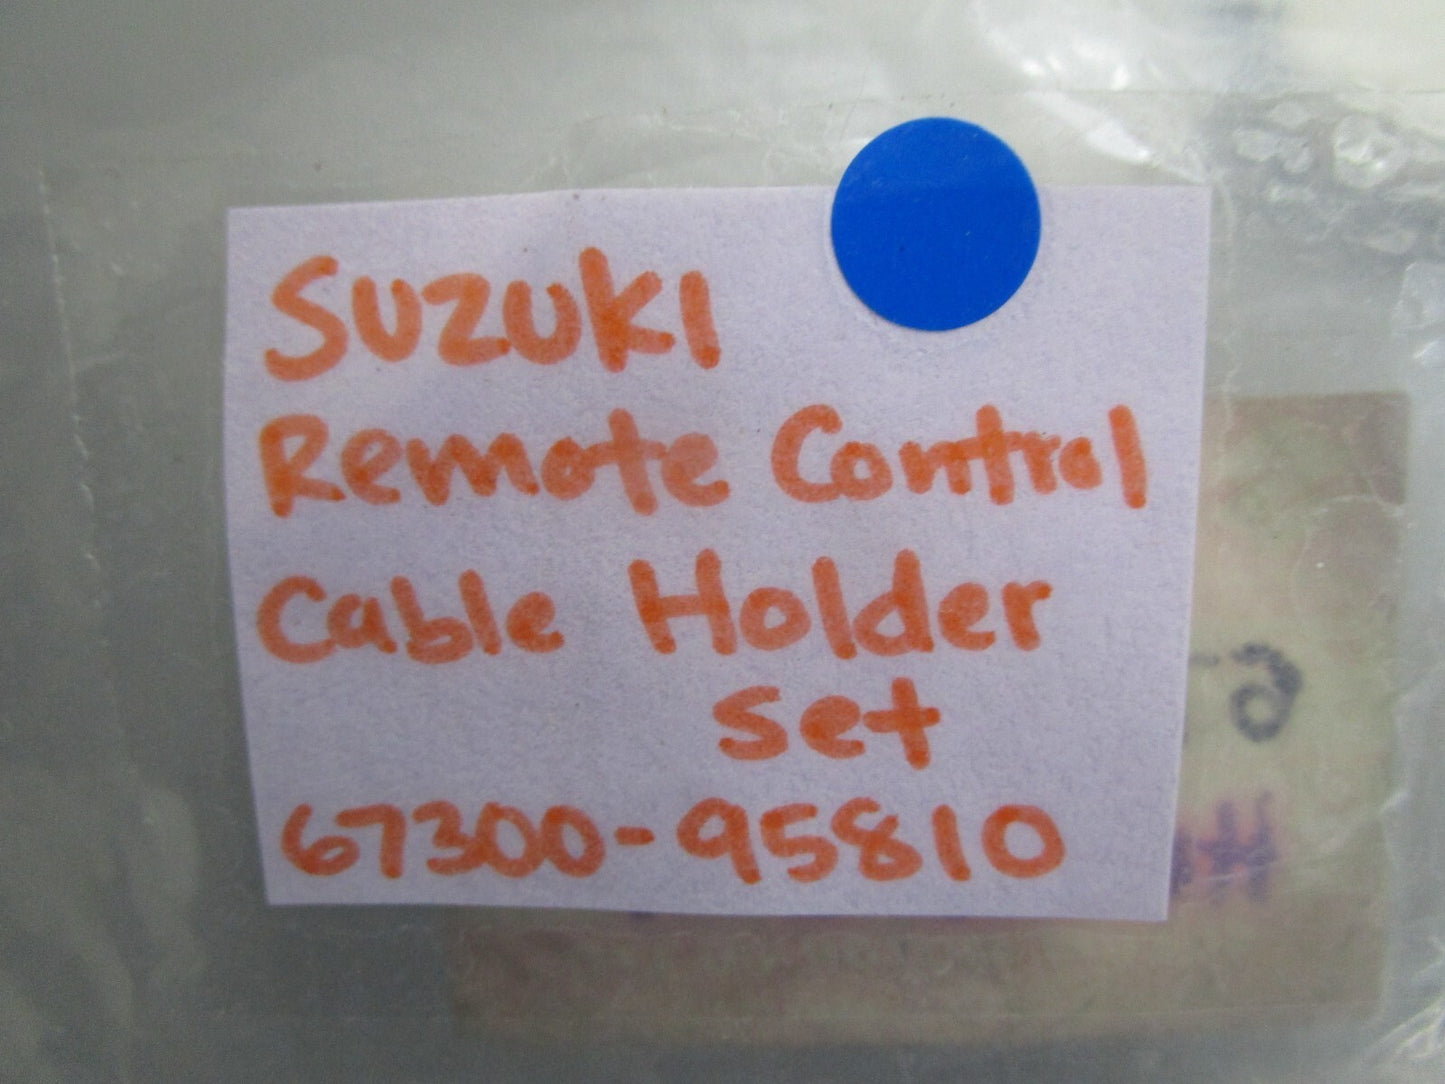 SUZUKI
Remote Control
Cable Holder
set
67300-95810